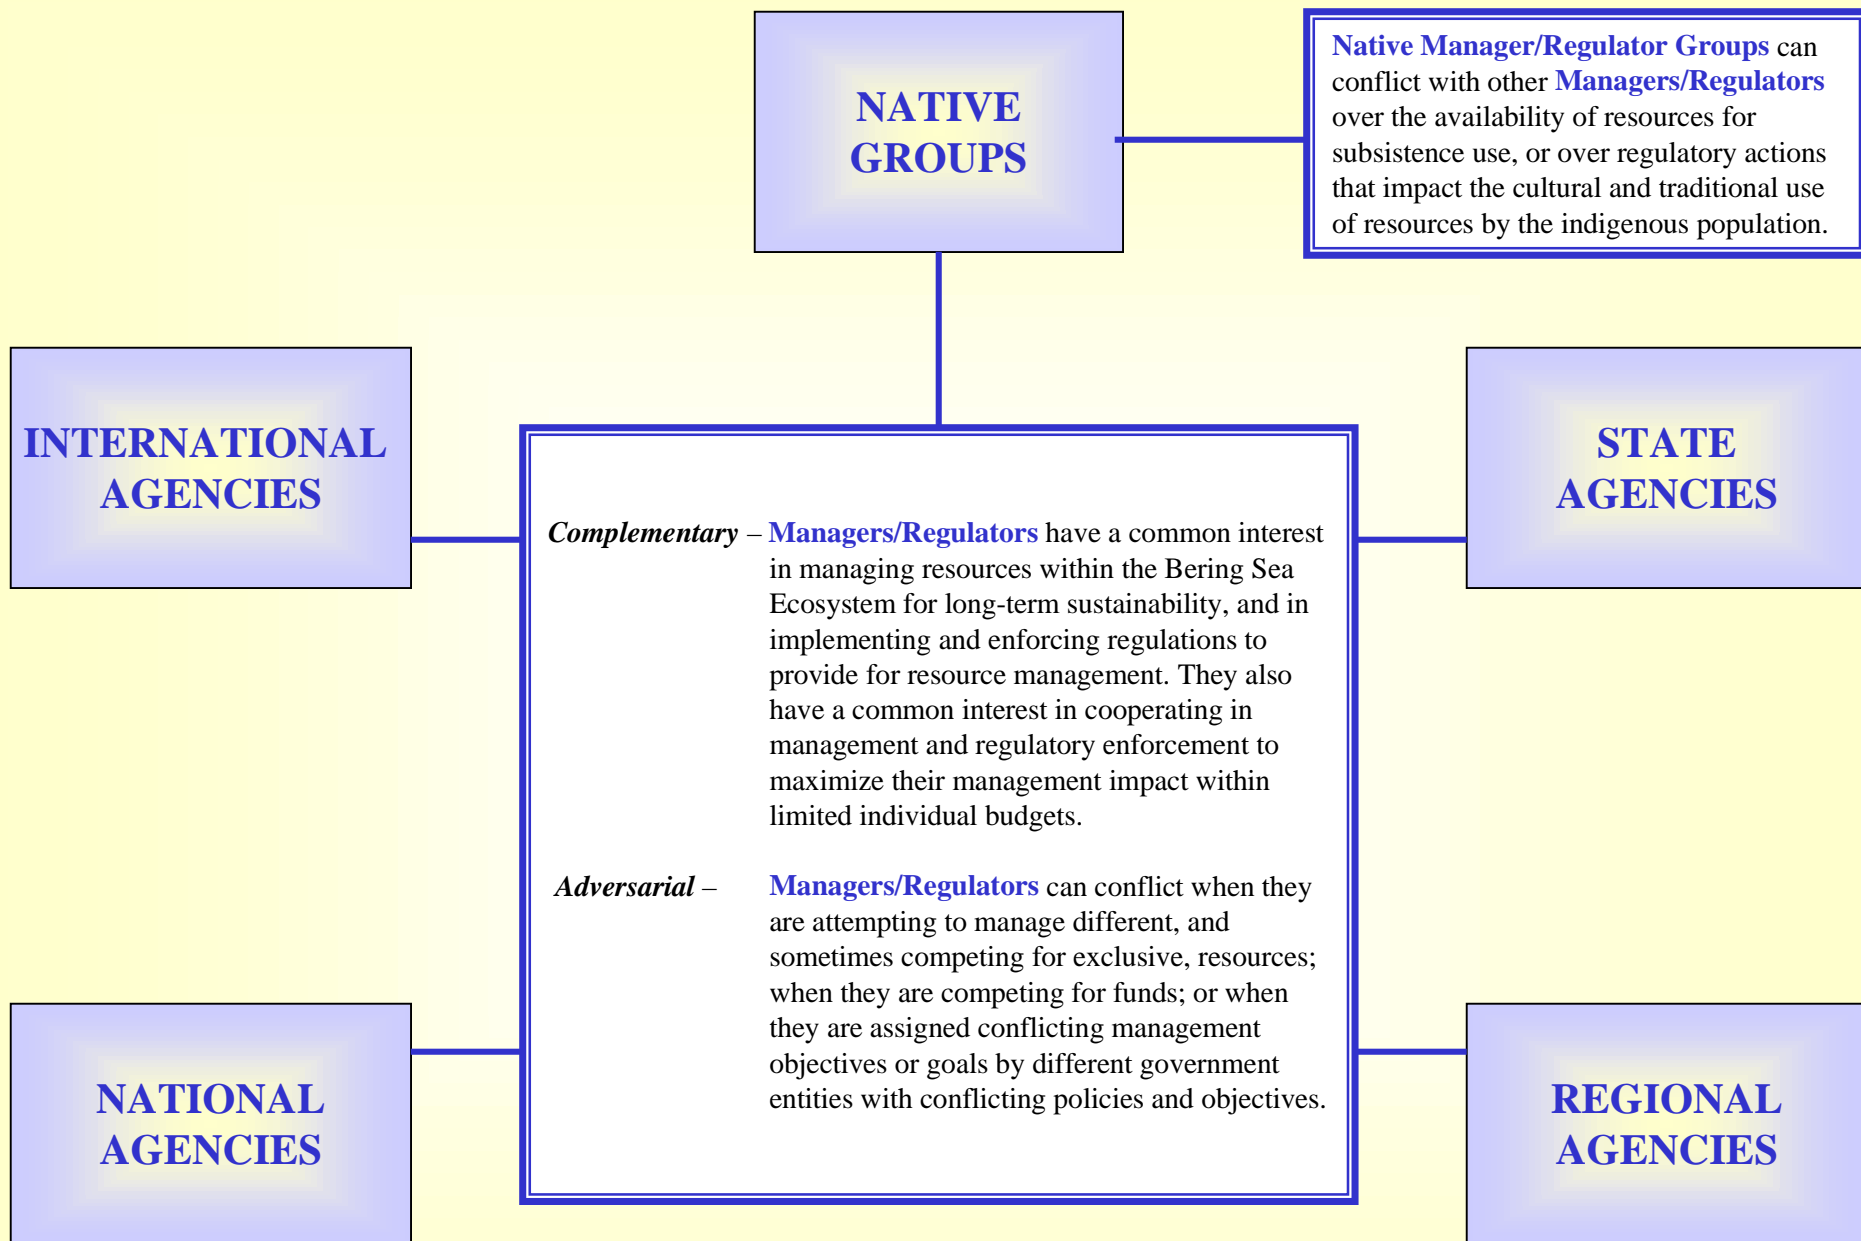 NATIVE
GROUPS
Native Manager/Regulator Groups can
conflict with other Managers/Regulators
over the availability of resources for
subsistence use, or over regulatory actions
that impact the cultural and traditional use
of resources by the indigenous population.
INTERNATIONAL
AGENCIES
STATE
AGENCIES
Complementary – Managers/Regulators have a common interest
in managing resources within the Bering Sea
Ecosystem for long-term sustainability, and in
implementing and enforcing regulations to
provide for resource management. They also
have a common interest in cooperating in
management and regulatory enforcement to
maximize their management impact within
limited individual budgets.
Adversarial – Managers/Regulators can conflict when they
are attempting to manage different, and
sometimes competing for exclusive, resources;
when they are competing for funds; or when
they are assigned conflicting management
objectives or goals by different government
entities with conflicting policies and objectives.
NATIONAL
AGENCIES
REGIONAL
AGENCIES